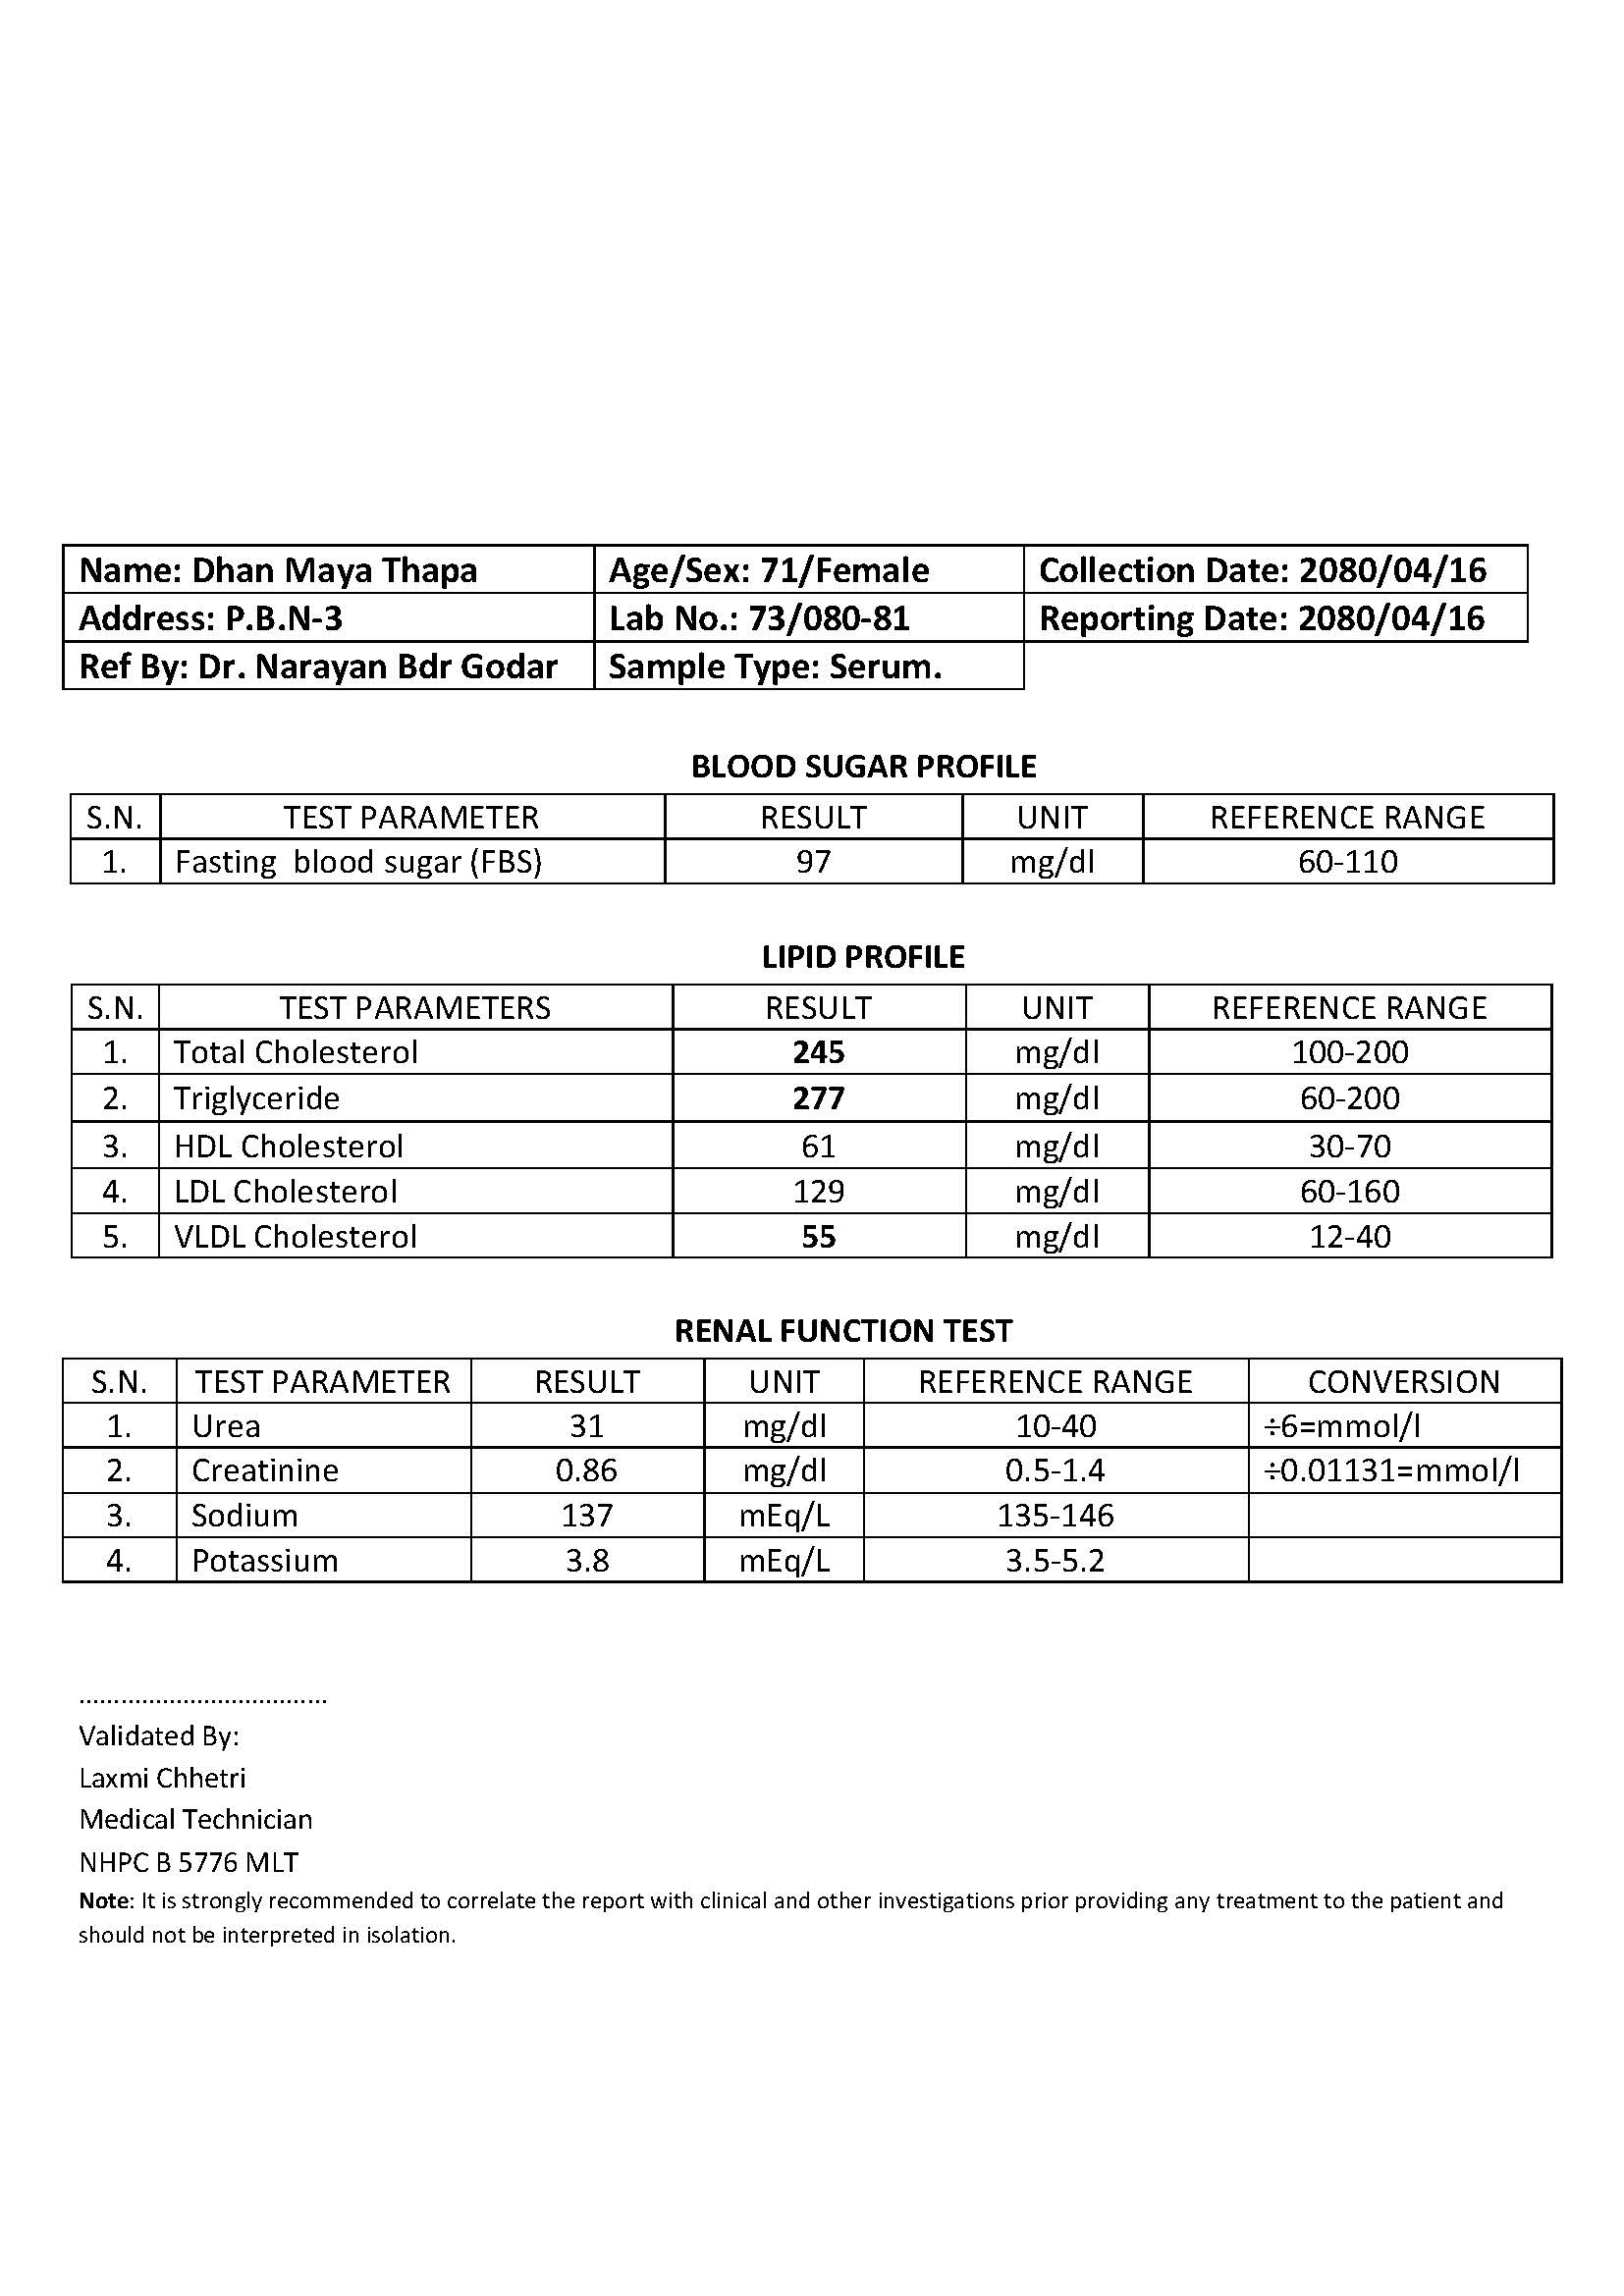 Name: Dhan Maya Thapa Age/Sex: 71/Female Collection Date: 2080/04/16
Address: P.B.N-3 Lab No.: 73/080-81 Reporting Date: 2080/04/16
Ref By: Dr. Narayan Bdr Godar Sample Type: Serum.
BLOOD SUGAR PROFILE
S.N. TEST PARAMETER RESULT UNIT REFERENCE RANGE
1. Fasting blood sugar (FBS) 97 mg/dl 60-110
LIPID PROFILE
S.N. TEST PARAMETERS RESULT UNIT REFERENCE RANGE
1. Total Cholesterol 245 mg/dl 100-200
2. Triglyceride 277 mg/dl 60-200
3. HDL Cholesterol 61 mg/dl 30-70
4. LDL Cholesterol 129 mg/dl 60-160
5. VLDL Cholesterol 55 mg/dl 12-40
RENAL FUNCTION TEST
S.N. TEST PARAMETER RESULT UNIT REFERENCE RANGE CONVERSION
1. Urea 31 mg/dl 10-40 ÷6=mmol/l
2. Creatinine 0.86 mg/dl 0.5-1.4 ÷0.01131=mmol/l
3. Sodium 137 mEq/L 135-146
4. Potassium 3.8 mEq/L 3.5-5.2
....................................
Validated By:
Laxmi Chhetri
Medical Technician
NHPC B 5776 MLT
Note: It is strongly recommended to correlate the report with clinical and other investigations prior providing any treatment to the patient and
should not be interpreted in isolation.